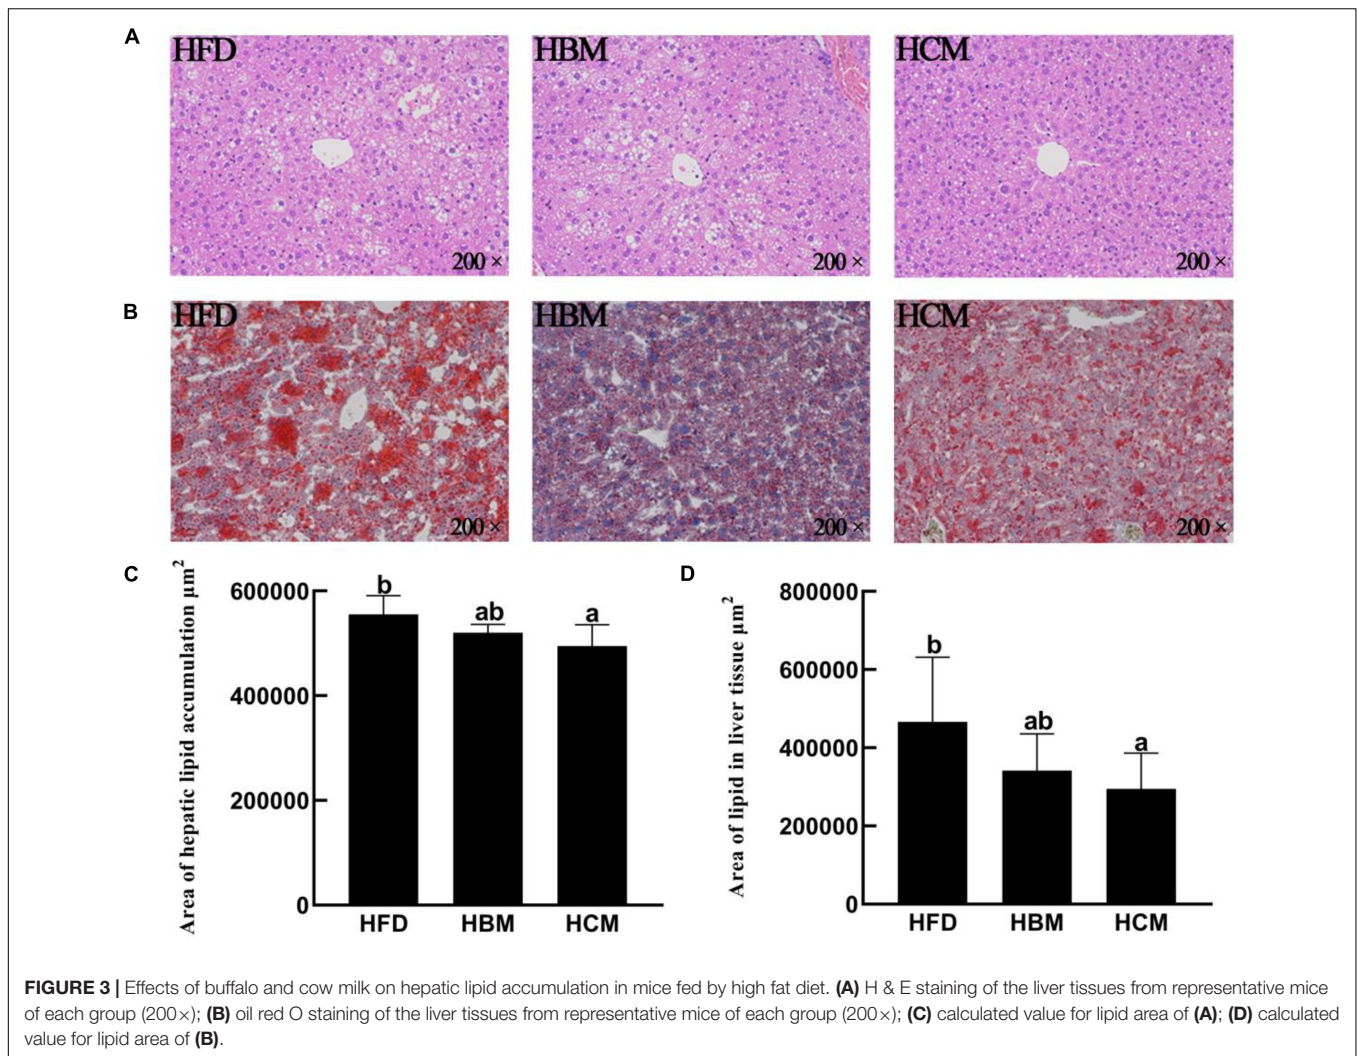 A
HFD
HBM
HCM
200 ×
200 ×
200 ×
B
HFD
HBM
HCM
200 ×
200 ×
200 ×
C
Area of hepatic lipid accumulation μm²
600000
400000
200000
0
b
ab
a
HFD
HBM
HCM
D
Area of lipid in liver tissue μm²
800000
600000
400000
200000
0
b
ab
a
HFD
HBM
HCM
FIGURE 3 | Effects of buffalo and cow milk on hepatic lipid accumulation in mice fed by high fat diet. (A) H & E staining of the liver tissues from representative mice
of each group (200×); (B) oil red O staining of the liver tissues from representative mice of each group (200×); (C) calculated value for lipid area of (A); (D) calculated
value for lipid area of (B).